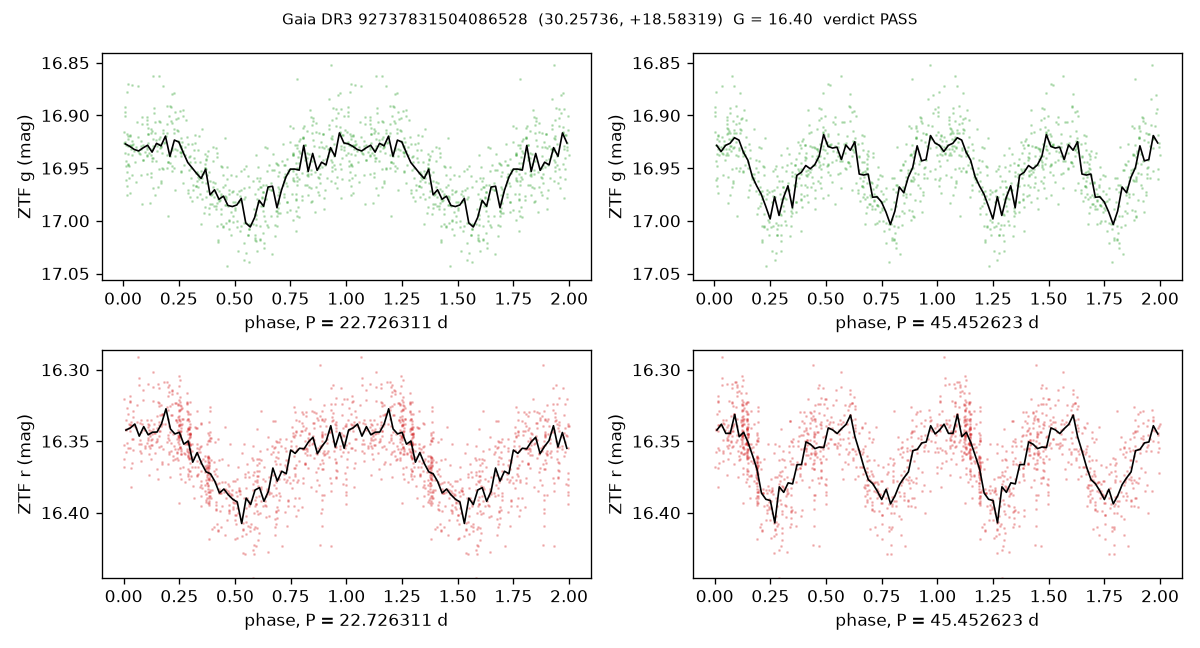 Gaia DR3 92737831504086528  (30.25736, +18.58319)  G = 16.40  verdict PASS
ZTF g (mag)
16.85
16.90
16.95
17.00
17.05
0.00 0.25 0.50 0.75 1.00 1.25 1.50 1.75 2.00
phase, P = 22.726311 d
ZTF g (mag)
16.85
16.90
16.95
17.00
17.05
0.00 0.25 0.50 0.75 1.00 1.25 1.50 1.75 2.00
phase, P = 45.452623 d
ZTF r (mag)
16.30
16.35
16.40
0.00 0.25 0.50 0.75 1.00 1.25 1.50 1.75 2.00
phase, P = 22.726311 d
ZTF r (mag)
16.30
16.35
16.40
0.00 0.25 0.50 0.75 1.00 1.25 1.50 1.75 2.00
phase, P = 45.452623 d